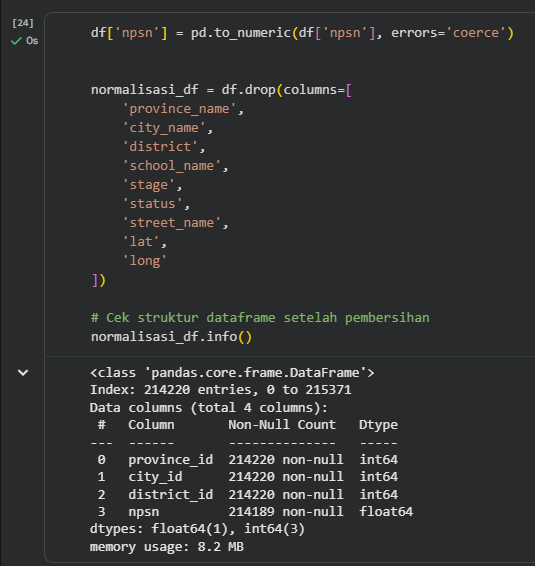 [24]
0s
df['npsn'] = pd.to_numeric(df['npsn'], errors='coerce')
normalisasi_df = df.drop(columns=[
    'province_name',
    'city_name',
    'district',
    'school_name',
    'stage',
    'status',
    'street_name',
    'lat',
    'long'
])
# Cek struktur dataframe setelah pembersihan
normalisasi_df.info()
<class 'pandas.core.frame.DataFrame'>
Index: 214220 entries, 0 to 215371
Data columns (total 4 columns):
 #   Column       Non-Null Count   Dtype
---  ------       --------------   -----
 0   province_id  214220 non-null  int64
 1   city_id      214220 non-null  int64
 2   district_id  214220 non-null  int64
 3   npsn         214189 non-null  float64
dtypes: float64(1), int64(3)
memory usage: 8.2 MB